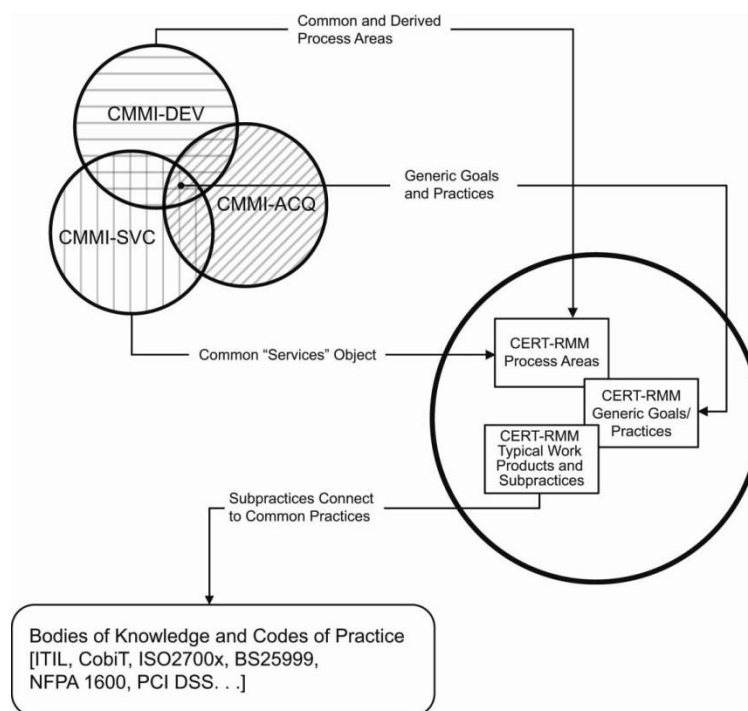 Common and Derived
Process Areas
CMMI-DEV
Generic Goals
and Practices
CMMI-ACQ
CMMI-SVC
CERT-RMM
Process Areas
Common “Services” Object
CERT-RMM
Generic Goals/
Practices
CERT-RMM
Typical Work
Products and
Subpractices
Subpractices Connect
to Common Practices
Bodies of Knowledge and Codes of Practice
[ITIL, CobiT, ISO2700x, BS25999,
NFPA 1600, PCI DSS. . .]